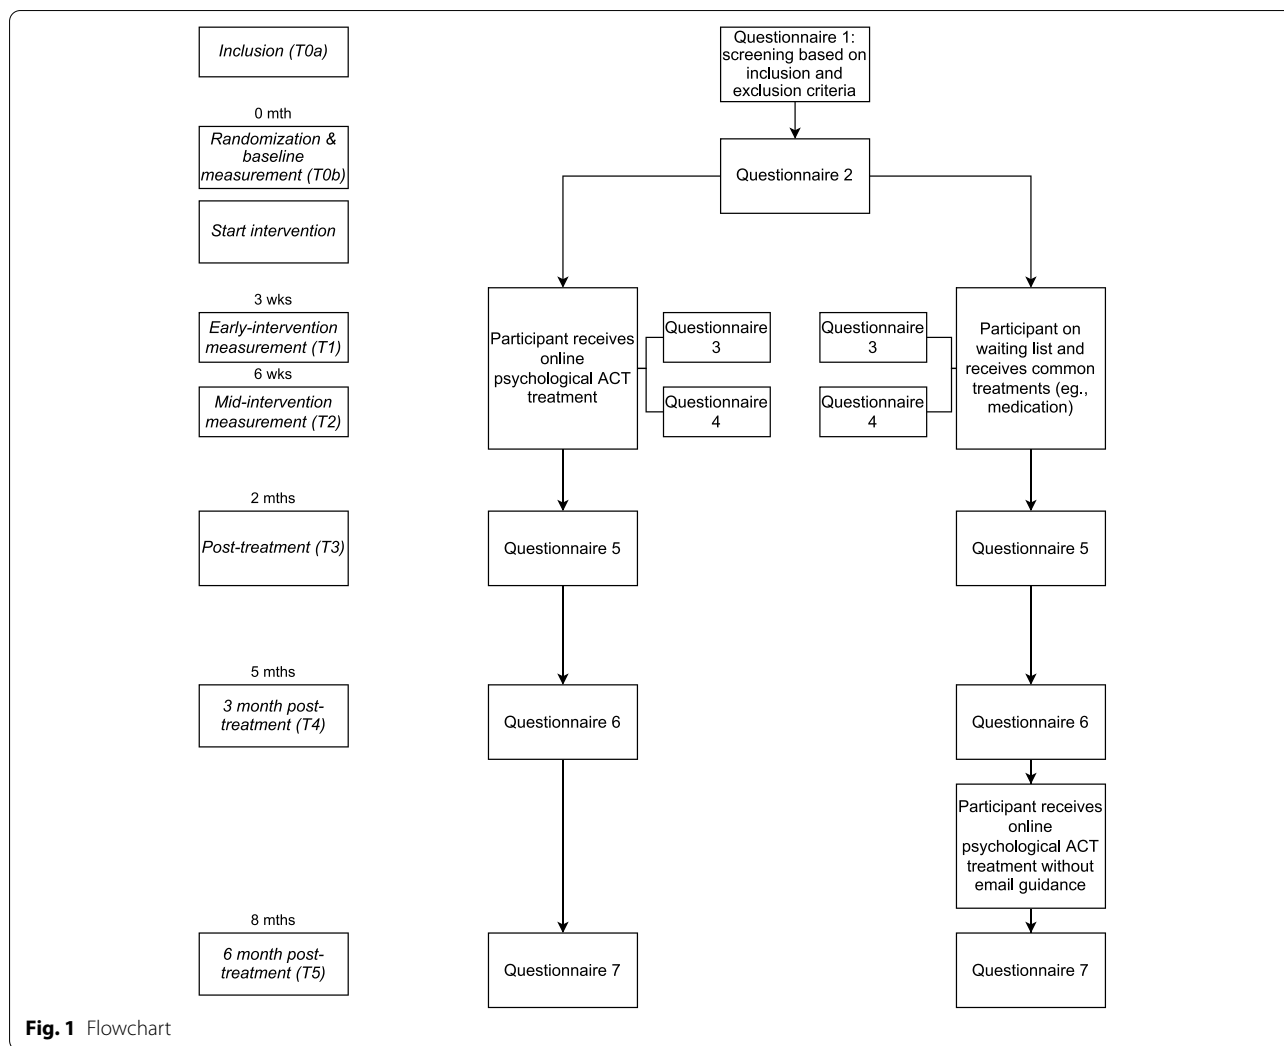 Inclusion (T0a)
Questionnaire 1:
screening based on
inclusion and
exclusion criteria
0 mth
Randomization &
baseline
measurement (T0b)
Questionnaire 2
Start intervention
3 wks
Early-intervention
measurement (T1)
6 wks
Mid-intervention
measurement (T2)
Participant receives
online
psychological ACT
treatment
Questionnaire
3
Questionnaire
4
Questionnaire
3
Questionnaire
4
Participant on
waiting list and
receives common
treatments (eg.,
medication)
2 mths
Post-treatment (T3)
Questionnaire 5
Questionnaire 5
5 mths
3 month post-
treatment (T4)
Questionnaire 6
Questionnaire 6
Participant receives
online
psychological ACT
treatment without
email guidance
8 mths
6 month post-
treatment (T5)
Questionnaire 7
Questionnaire 7
Fig. 1 Flowchart